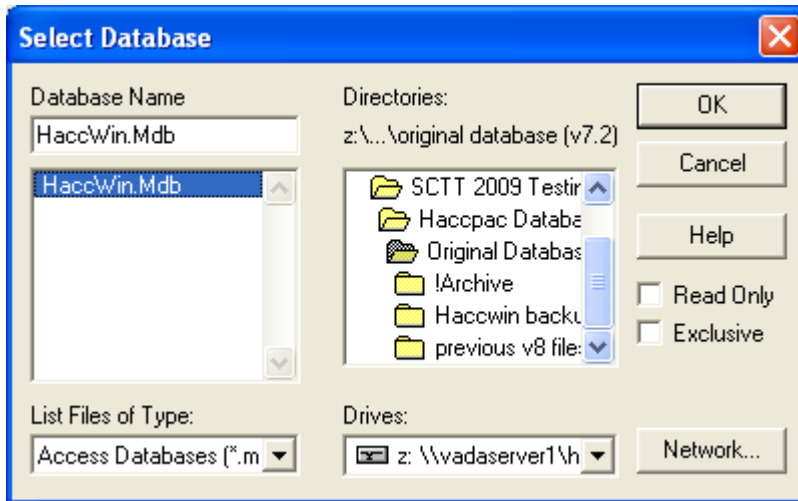 Select Database
Database Name
HaccWin.Mdb
HaccWin.Mdb
List Files of Type:
Access Databases (*.m
Directories:
z:\...\original database (v7.2)
SCTT 2009 Testin
Haccpac Databa
Original Databas
!Archive
Haccwin backu
previous v8 file
Drives:
z: \\vadaserver1\h
OK
Cancel
Help
Read Only
Exclusive
Network...